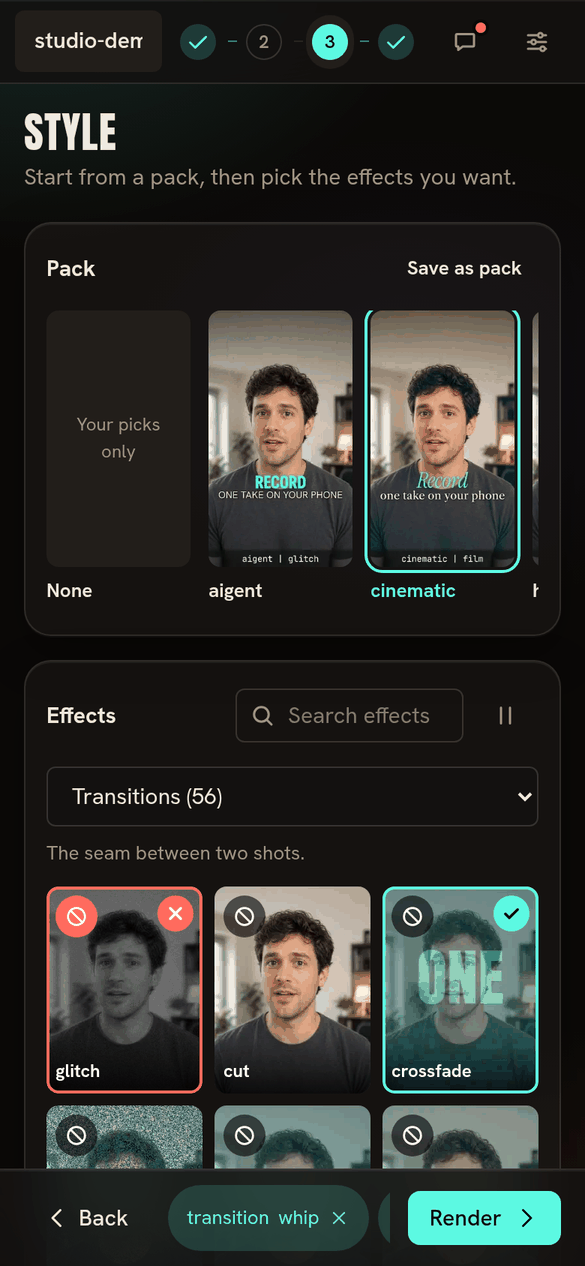 studio-dem
2
3
STYLE
Start from a pack, then pick the effects you want.
Pack
Save as pack
Your picks
only
RECORD
ONE TAKE ON YOUR PHONE
aigent | glitch
Record
one take on your phone
cinematic | film
None
aigent
cinematic
Effects
Search effects
Transitions (56)
The seam between two shots.
glitch
cut
ONE
crossfade
Back
transition whip
Render